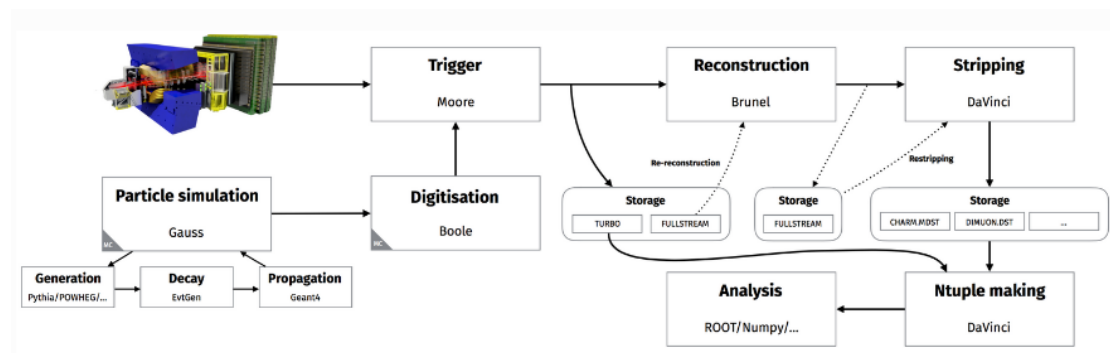 Trigger
Moore
Reconstruction
Brunel
Stripping
DaVinci
Re-reconstruction
Restripping
Particle simulation
Gauss
MC
Digitisation
Boole
MC
Storage
TURBO
FULLSTREAM
Storage
FULLSTREAM
Storage
CHARM.MDST
DIMUON.DST
...
Generation
Pythia/POWHEG/...
Decay
EvtGen
Propagation
Geant4
Analysis
ROOT/Numpy/...
Ntuple making
DaVinci